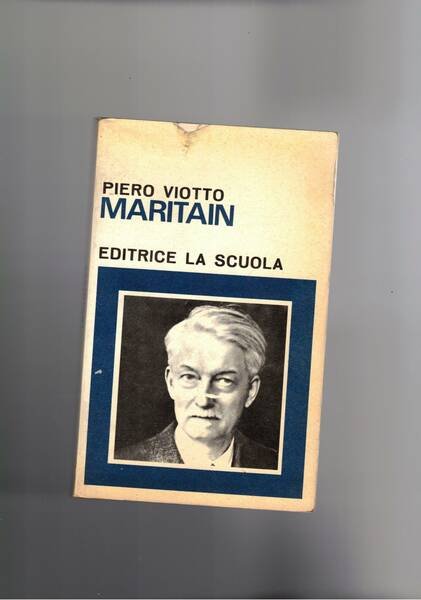 PIERO VIOTTO
MARITAIN
EDITRICE LA SCUOLA